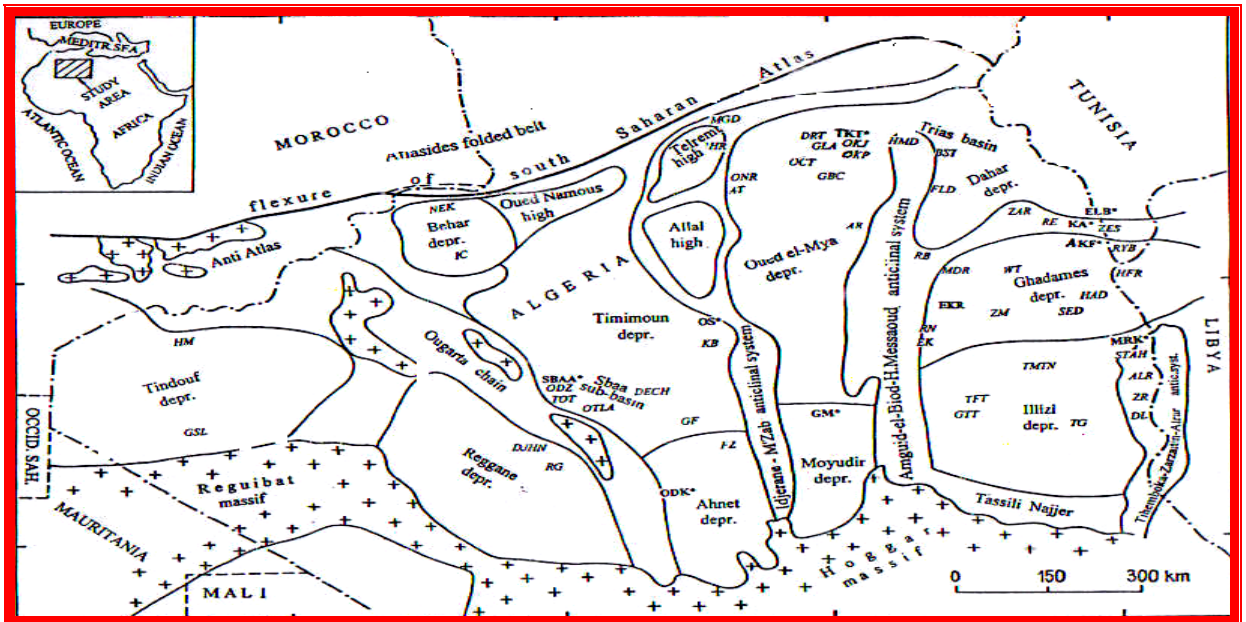 EUROPE
MEDITR.SEA
STUDY
AREA
AFRICA
ATLANTIC OCEAN
INDIAN OCEAN
MOROCCO
Atlasides folded belt
flexure of south Saharan Atlas
TUNISIA
LIBYA
ALGERIA
OCCID. SAH.
MAURITANIA
MALI
Anti Atlas
NEK
Behar
depr.
IC
Oued Namous
high
MGD
Telremt
high
HR
Allal
high
DRT TKT*
GLA OKJ
OKP
OCT
GBC
ONR
AT
AR
Oued el-Mya
depr.
HMD
BST
Trias basin
Dahar
depr.
FLD
ZAR
RE
ELB*
KA*
ZES
AKF*
RYB
RB
MDR
WT
Ghadames
depr.
HFR
HAD
EKR
ZM
SED
RN
EK
MRK*
STAH
TMTN
ALR
TFT
GTT
Illizi
depr.
TG
ZR
DL
Tihemboka-Zarzaitin-Alrar antic.syst.
Tassili Najjer
Amguid-el-Biod-H.Messaoud anticlinal system
Idjerane - M'Zab anticlinal system
Timimoun
depr.
OS*
KB
SBAA*
ODZ
TOT
Sbaa
sub-basin
DECH
OTLA
GF
FZ
GM*
Moyudir
depr.
ODK*
Ahnet
depr.
Ougarta chain
HM
Tindouf
depr.
GSL
DJHN
RG
Reggane
depr.
Reguibat
massif
Hoggar
massif
0 150 300 km